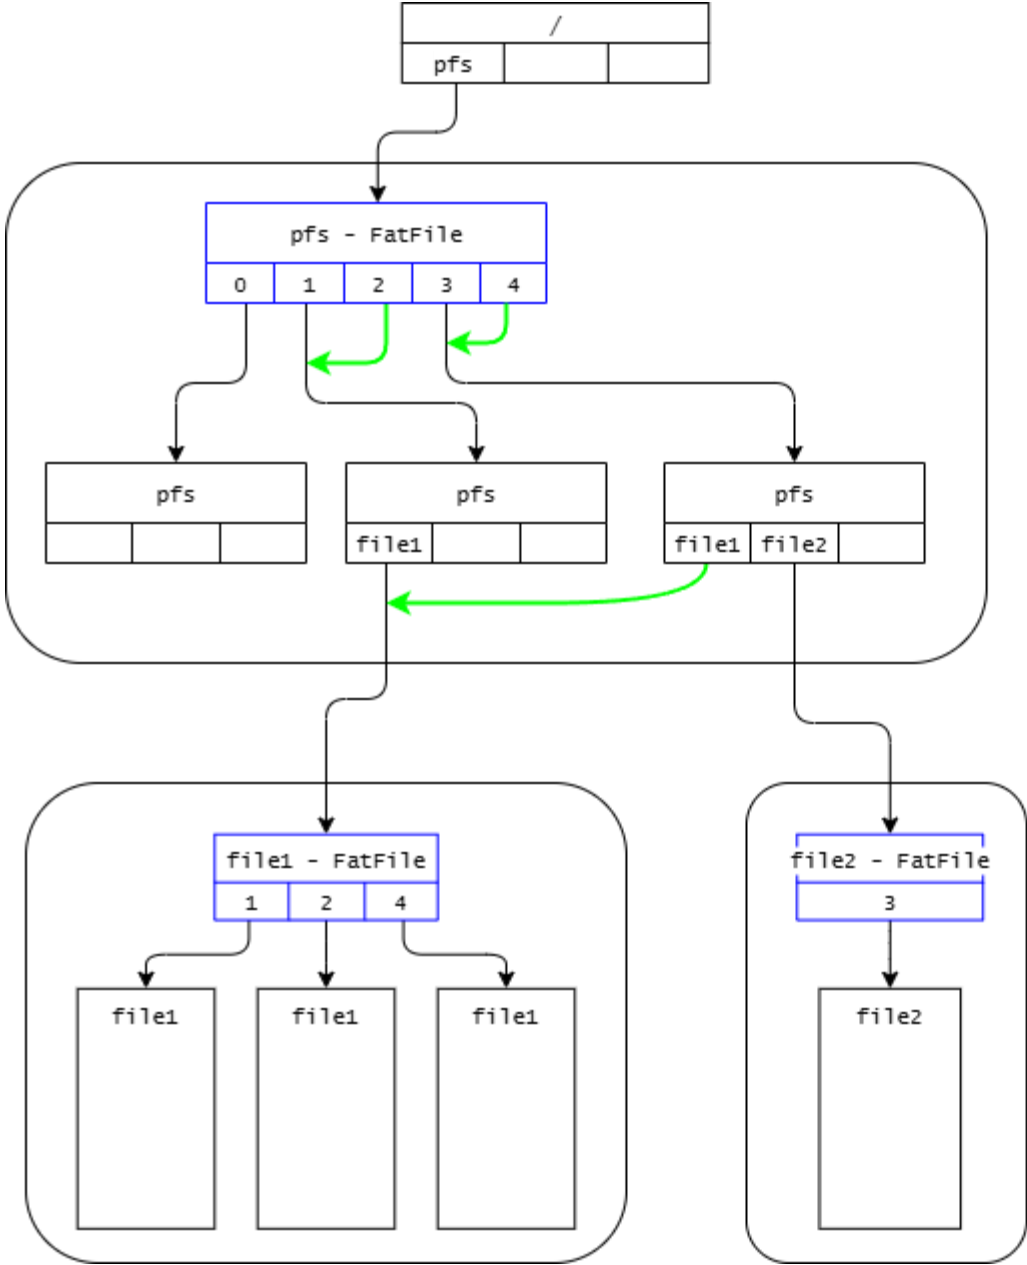 /
pfs
pfs - FatFile
0 1 2 3 4
pfs pfs pfs
file1 file1 file2
file1 - FatFile
1 2 4
file2 - FatFile
3
file1 file1 file1
file2